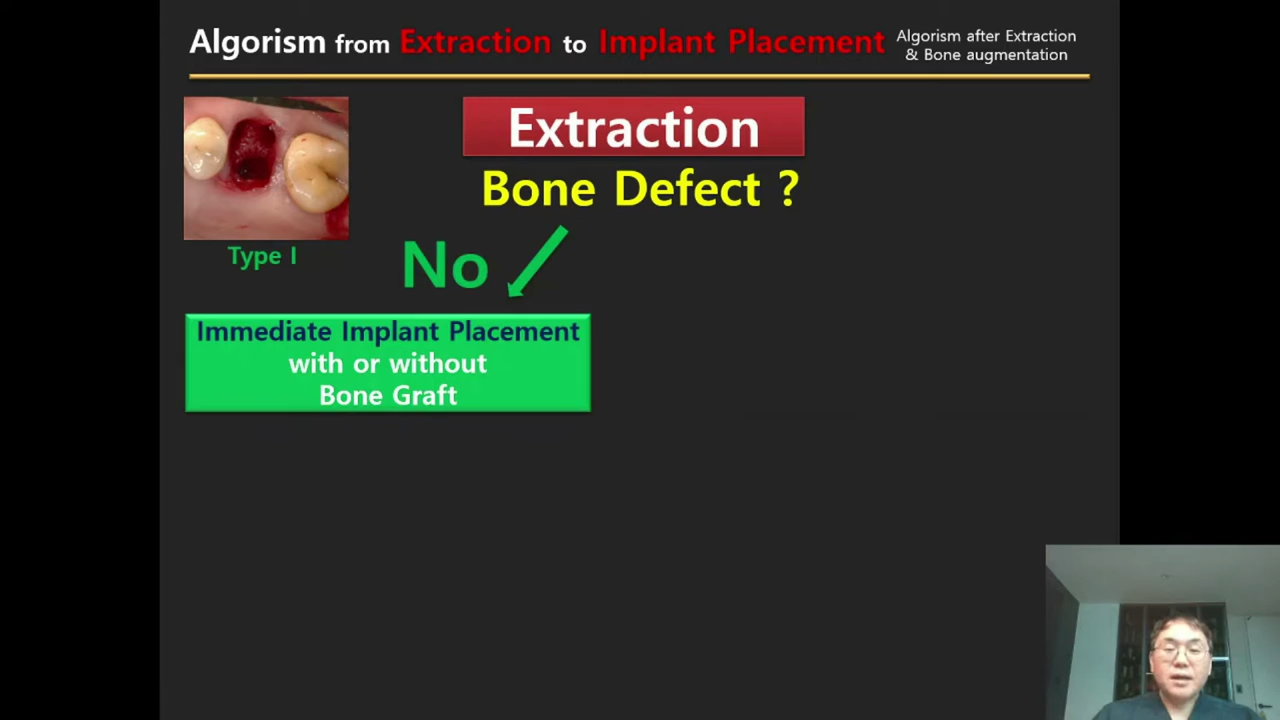 Algorism from Extraction to Implant Placement
Algorism after Extraction
& Bone augmentation
Extraction
Bone Defect ?
Type I
No
Immediate Implant Placement
with or without
Bone Graft